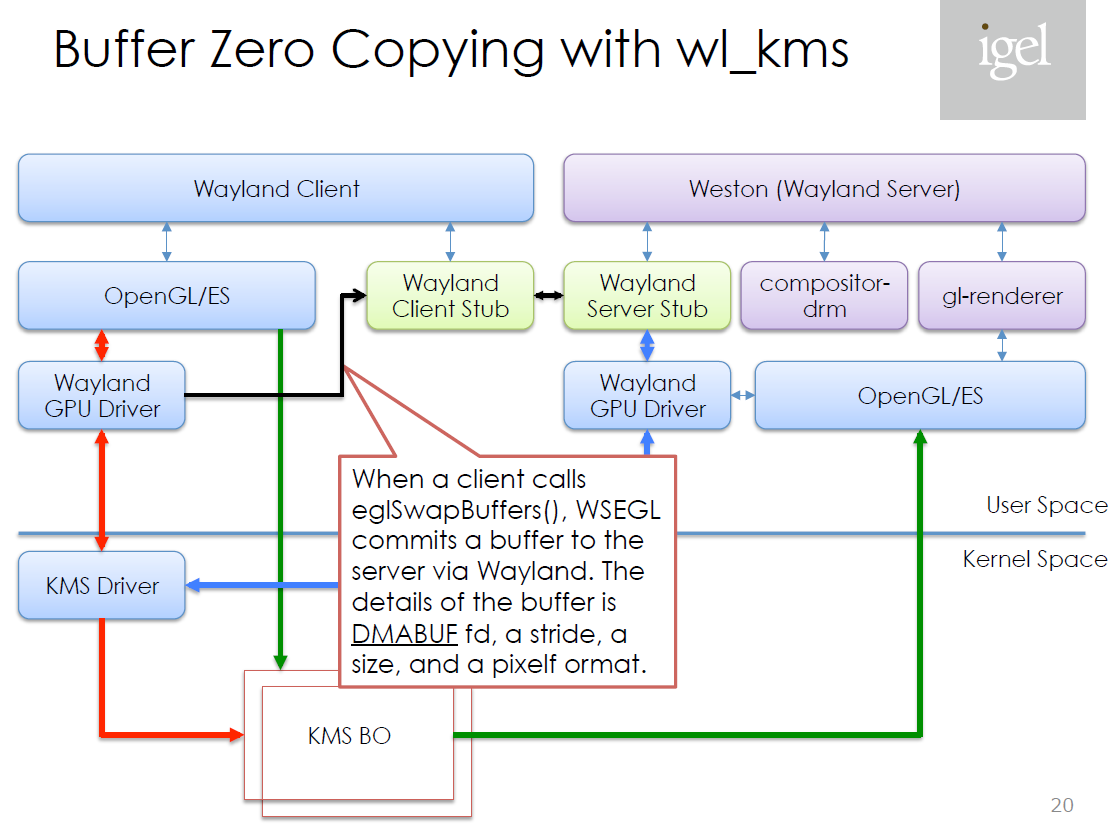 Buffer Zero Copying with wl_kms
igel
Wayland Client
Weston (Wayland Server)
OpenGL/ES
Wayland
Client Stub
Wayland
Server Stub
compositor-
drm
gl-renderer
Wayland
GPU Driver
Wayland
GPU Driver
OpenGL/ES
When a client calls
eglSwapBuffers(), WSEGL
commits a buffer to the
server via Wayland. The
details of the buffer is
DMABUF fd, a stride, a
size, and a pixelf ormat.
User Space
Kernel Space
KMS Driver
KMS BO
20